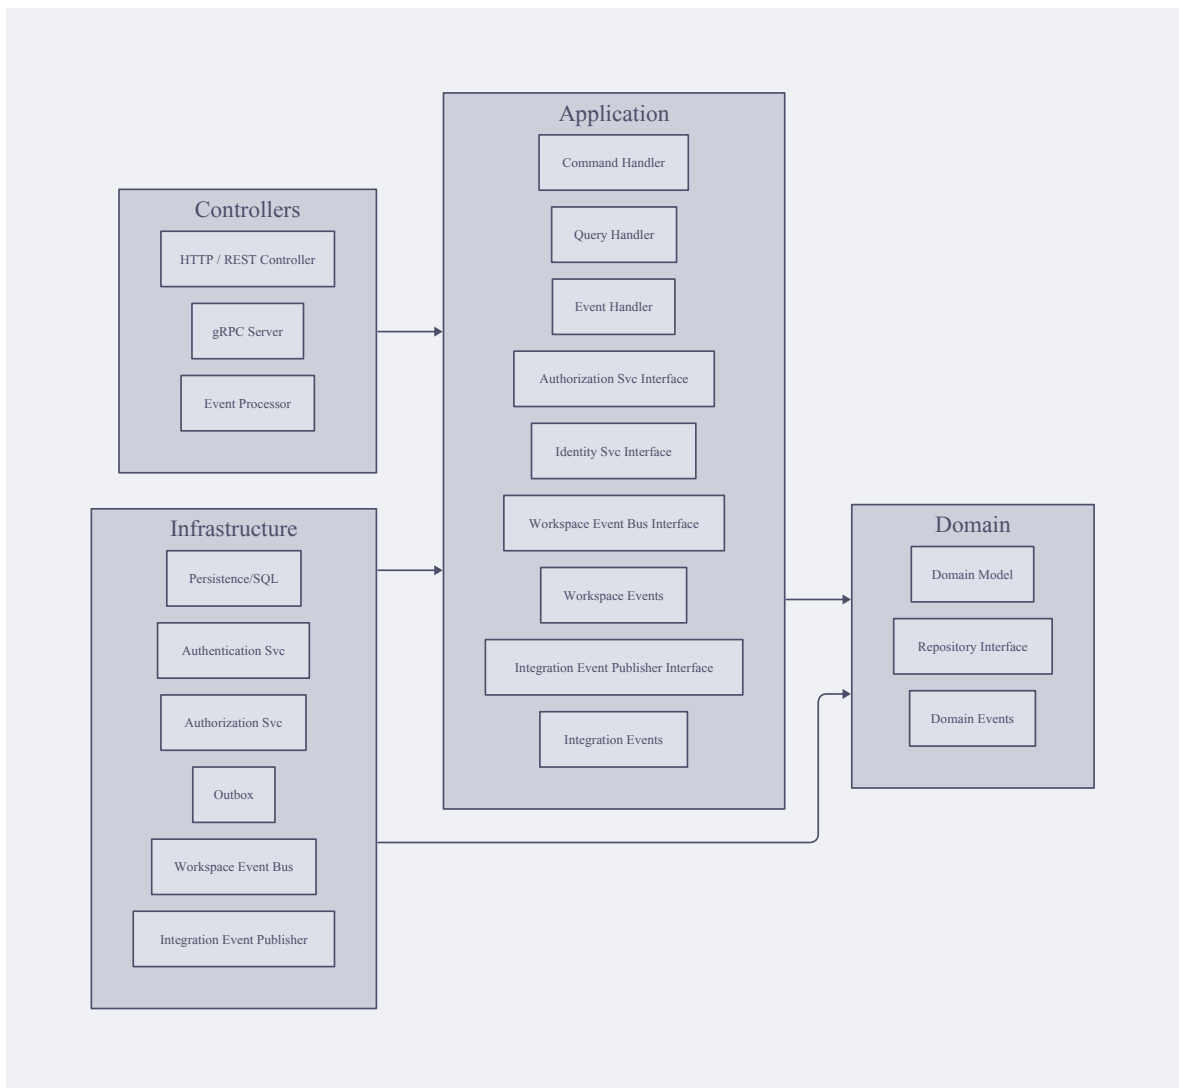 Controllers
HTTP / REST Controller
gRPC Server
Event Processor
Infrastructure
Persistence/SQL
Authentication Svc
Authorization Svc
Outbox
Workspace Event Bus
Integration Event Publisher
Application
Command Handler
Query Handler
Event Handler
Authorization Svc Interface
Identity Svc Interface
Workspace Event Bus Interface
Workspace Events
Integration Event Publisher Interface
Integration Events
Domain
Domain Model
Repository Interface
Domain Events